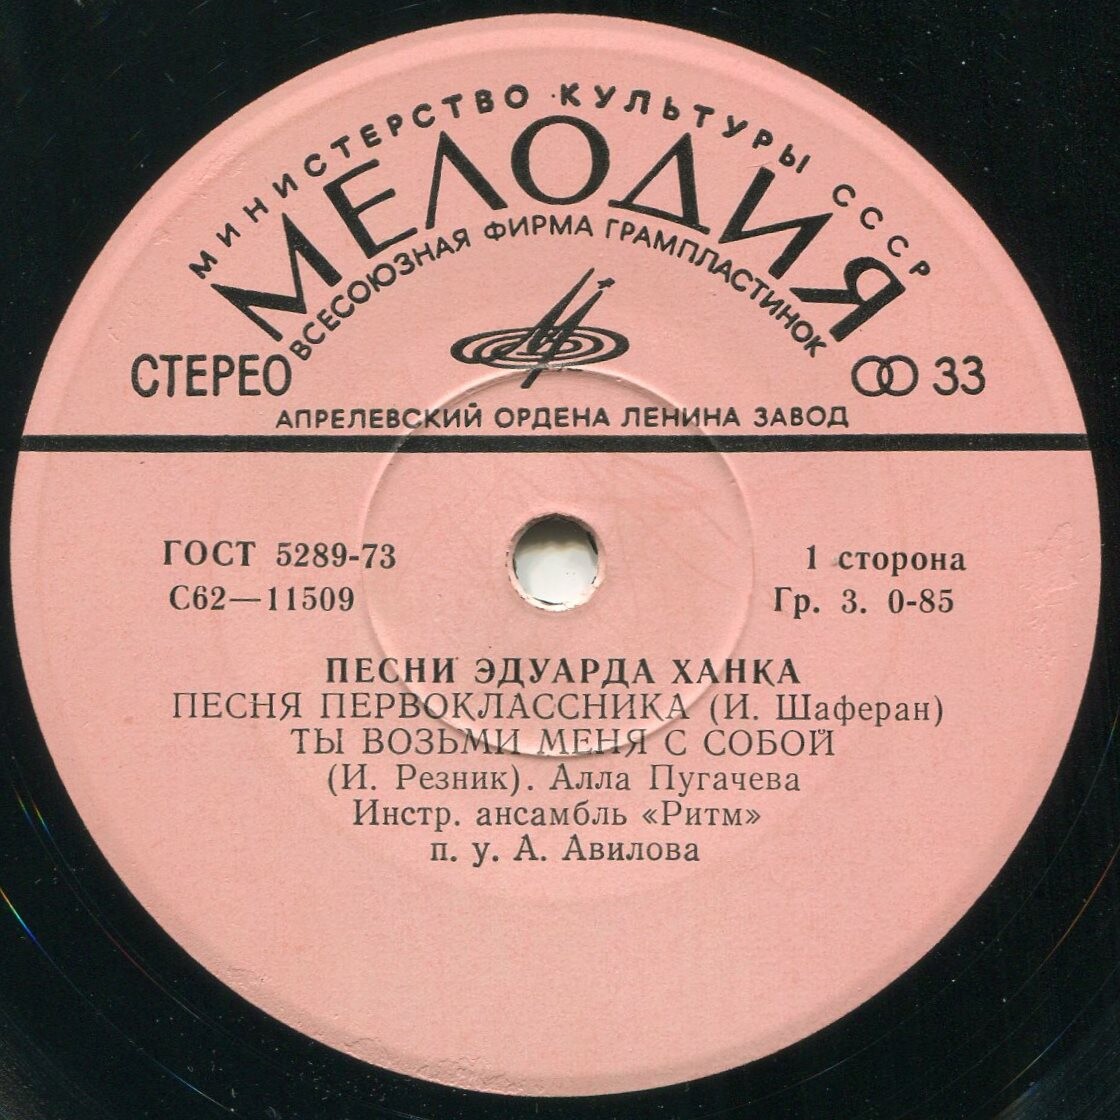 МИНИСТЕРСТВО КУЛЬТУРЫ СССР
МЕЛОДИЯ
ВСЕСОЮЗНАЯ ФИРМА ГРАМПЛАСТИНОК
СТЕРЕО
33
АПРЕЛЕВСКИЙ ОРДЕНА ЛЕНИНА ЗАВОД
ГОСТ 5289-73
1 сторона
С62—11509
Гр. 3. 0-85
ПЕСНИ ЭДУАРДА ХАНКА
ПЕСНЯ ПЕРВОКЛАССНИКА (И. Шаферан)
ТЫ ВОЗЬМИ МЕНЯ С СОБОЙ
(И. Резник). Алла Пугачева
Инстр. ансамбль «Ритм»
п. у. А. Авилова